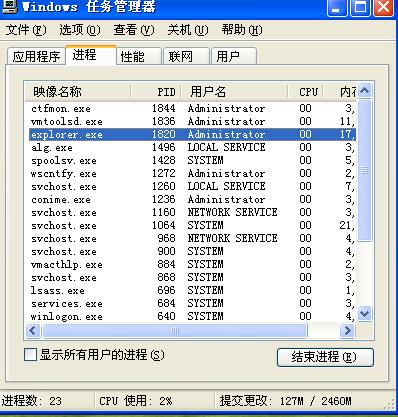 Windows 任务管理器
文件(F) 选项(O) 查看(V) 关机(U) 帮助(H)
应用程序 进程 性能 联网 用户
映像名称 PID 用户名 CPU 内存
ctfmon.exe 1844 Administrator 00 3,
vmtoolsd.exe 1836 Administrator 00 11,
explorer.exe 1820 Administrator 00 17,
alg.exe 1496 LOCAL SERVICE 00 3,
spoolsv.exe 1428 SYSTEM 00 5,
wscntfy.exe 1272 Administrator 00 2,
svchost.exe 1260 LOCAL SERVICE 00 7,
conime.exe 1236 Administrator 00 3,
svchost.exe 1160 NETWORK SERVICE 00 3,
svchost.exe 1064 SYSTEM 00 21,
svchost.exe 968 NETWORK SERVICE 00 4,
svchost.exe 900 SYSTEM 00 4,
vmacthlp.exe 884 SYSTEM 00 2,
svchost.exe 868 SYSTEM 00 3,
lsass.exe 696 SYSTEM 00 1,
services.exe 684 SYSTEM 00 3,
winlogon.exe 640 SYSTEM 00 4,
显示所有用户的进程(S) 结束进程(E)
进程数: 23 CPU 使用: 2% 提交更改: 127M / 2460M